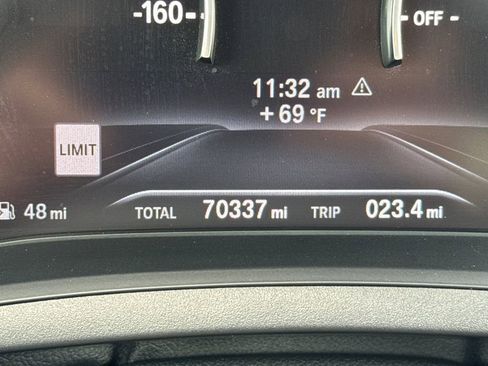 -160- - OFF
11:32 am
+69 °F
LIMIT
48 mi TOTAL 70337 mi TRIP 023.4 mi